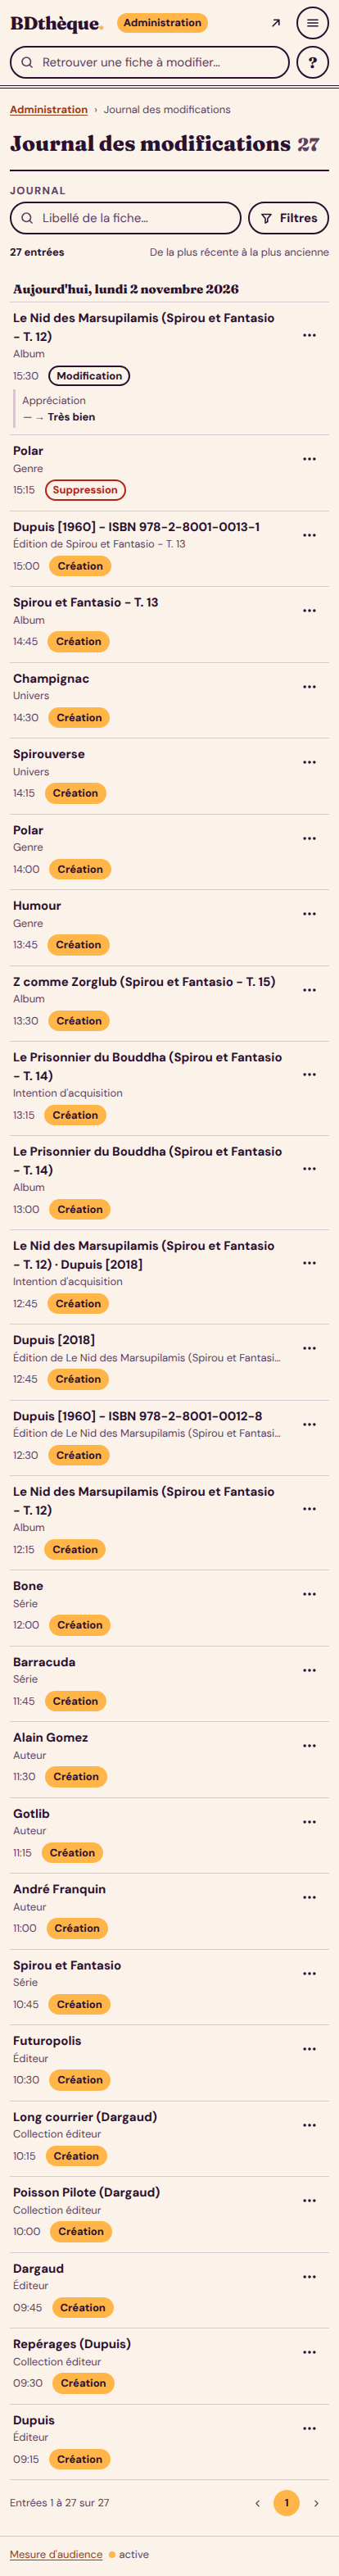 BDthèque.
Administration
Retrouver une fiche à modifier...
?
Administration › Journal des modifications
Journal des modifications 27
JOURNAL
Libellé de la fiche...
Filtres
27 entrées
De la plus récente à la plus ancienne
Aujourd'hui, lundi 2 novembre 2026
Le Nid des Marsupilamis (Spirou et Fantasio
- T. 12)
Album
15:30 Modification
Appréciation
— → Très bien
Polar
Genre
15:15 Suppression
Dupuis [1960] - ISBN 978-2-8001-0013-1
Édition de Spirou et Fantasio - T. 13
15:00 Création
Spirou et Fantasio - T. 13
Album
14:45 Création
Champignac
Univers
14:30 Création
Spirouverse
Univers
14:15 Création
Polar
Genre
14:00 Création
Humour
Genre
13:45 Création
Z comme Zorglub (Spirou et Fantasio - T. 15)
Album
13:30 Création
Le Prisonnier du Bouddha (Spirou et Fantasio
- T. 14)
Intention d'acquisition
13:15 Création
Le Prisonnier du Bouddha (Spirou et Fantasio
- T. 14)
Album
13:00 Création
Le Nid des Marsupilamis (Spirou et Fantasio
- T. 12) · Dupuis [2018]
Intention d'acquisition
12:45 Création
Dupuis [2018]
Édition de Le Nid des Marsupilamis (Spirou et Fantasi...
12:45 Création
Dupuis [1960] - ISBN 978-2-8001-0012-8
Édition de Le Nid des Marsupilamis (Spirou et Fantasi...
12:30 Création
Le Nid des Marsupilamis (Spirou et Fantasio
- T. 12)
Album
12:15 Création
Bone
Série
12:00 Création
Barracuda
Série
11:45 Création
Alain Gomez
Auteur
11:30 Création
Gotlib
Auteur
11:15 Création
André Franquin
Auteur
11:00 Création
Spirou et Fantasio
Série
10:45 Création
Futuropolis
Éditeur
10:30 Création
Long courrier (Dargaud)
Collection éditeur
10:15 Création
Poisson Pilote (Dargaud)
Collection éditeur
10:00 Création
Dargaud
Éditeur
09:45 Création
Repérages (Dupuis)
Collection éditeur
09:30 Création
Dupuis
Éditeur
09:15 Création
Entrées 1 à 27 sur 27
‹ 1 ›
Mesure d'audience active